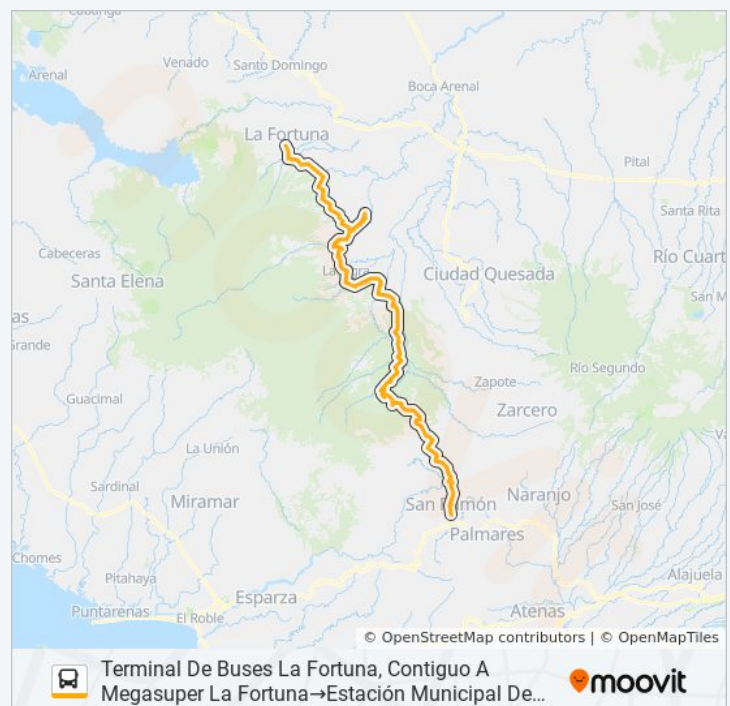 Cubanga
Venado
Santo Domingo
Arenal
Boca Arenal
La Fortuna
Pital
Santa Rita
Cabeceras
Río Cuart
Santa Elena
Ciudad Quesada
San M
as
Grande
Río Segundo
Zapote
Guacimal
Zarcero
La Unión
Sardinal
Miramar
San Ramón
Naranjo
San José
Palmares
Chomes
Pitahaya
Alajuela
Esparza
Puntarenas
El Roble
Atenas
© OpenStreetMap contributors | © OpenMapTiles
Terminal De Buses La Fortuna, Contiguo A
Megasuper La Fortuna→Estación Municipal De…
moovit